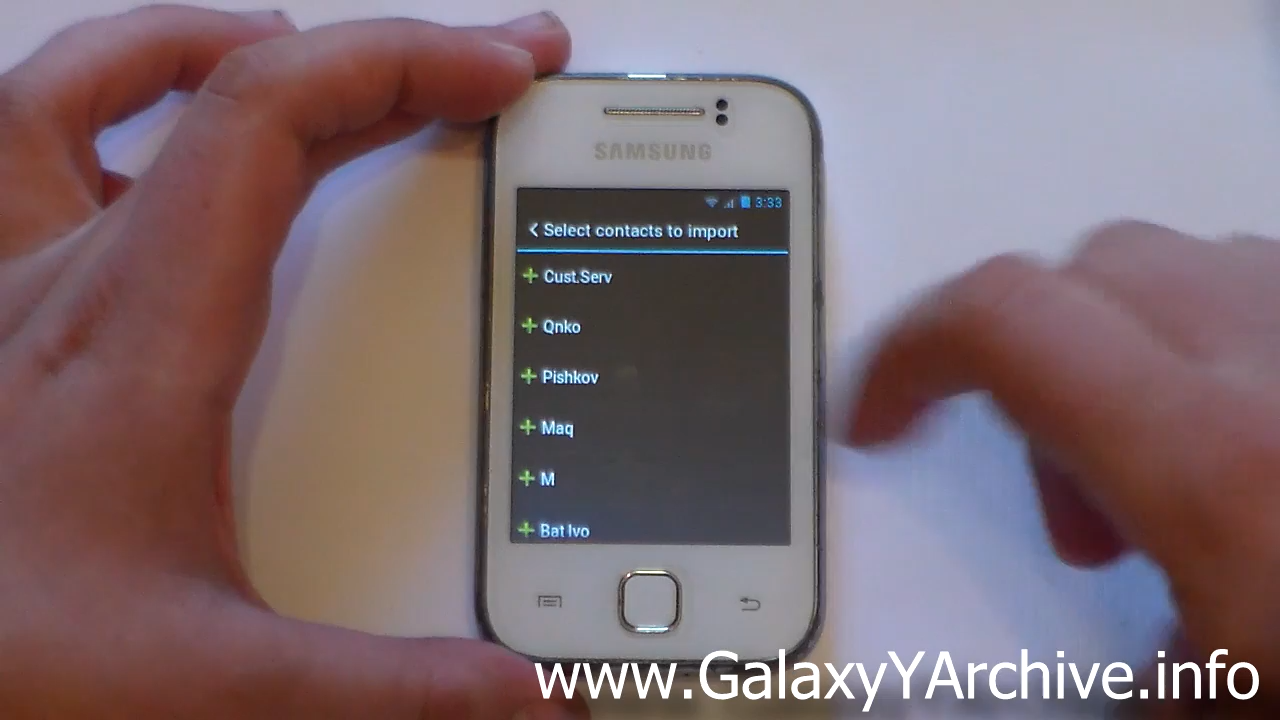 SAMSUNG
3:33
Select contacts to import
Cust.Serv
Qnko
Pishkov
Maq
M
Bat Ivo
www.GalaxyYArchive.info